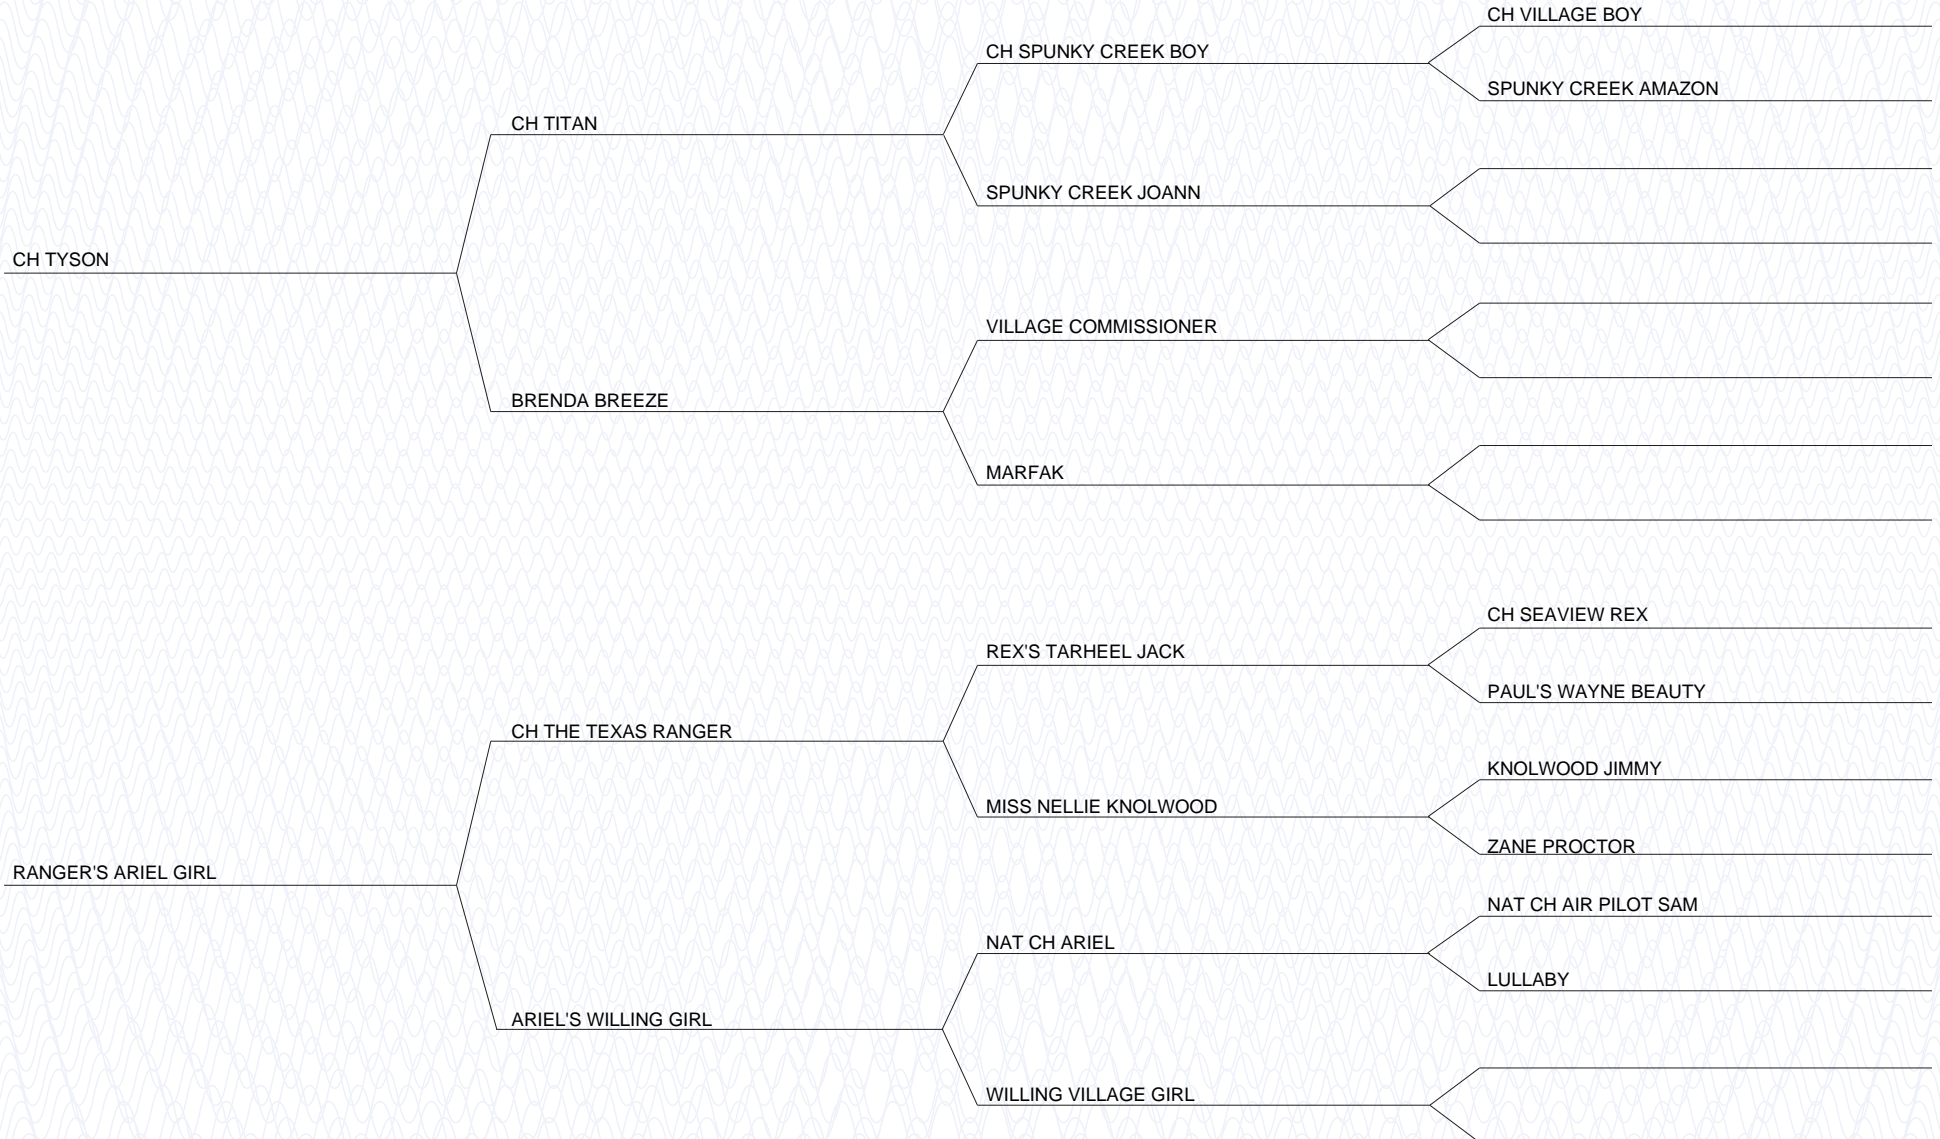 CH VILLAGE BOY
CH SPUNKY CREEK BOY
SPUNKY CREEK AMAZON
CH TITAN
SPUNKY CREEK JOANN
CH TYSON
VILLAGE COMMISSIONER
BRENDA BREEZE
MARFAK
CH SEAVIEW REX
REX'S TARHEEL JACK
PAUL'S WAYNE BEAUTY
CH THE TEXAS RANGER
KNOLWOOD JIMMY
MISS NELLIE KNOLWOOD
ZANE PROCTOR
RANGER'S ARIEL GIRL
NAT CH AIR PILOT SAM
NAT CH ARIEL
LULLABY
ARIEL'S WILLING GIRL
WILLING VILLAGE GIRL